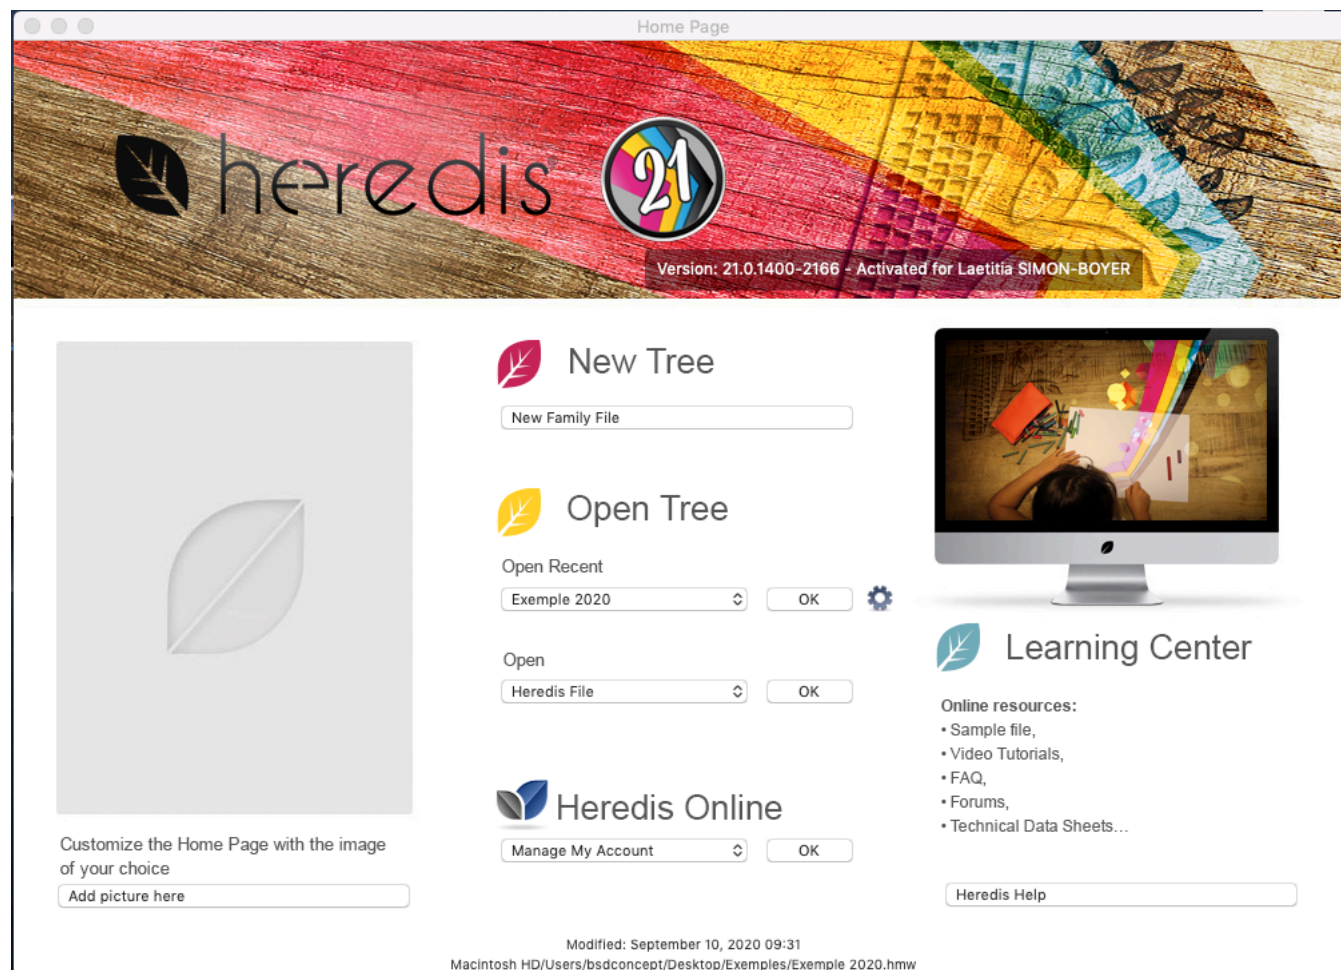 Home Page
heredis®
21
Version: 21.0.1400-2166 - Activated for Laetitia SIMON-BOYER
New Tree
New Family File
Open Tree
Open Recent
Exemple 2020
OK
Open
Heredis File
OK
Heredis Online
Manage My Account
OK
Customize the Home Page with the image
of your choice
Add picture here
Learning Center
Online resources:
• Sample file,
• Video Tutorials,
• FAQ,
• Forums,
• Technical Data Sheets...
Heredis Help
Modified: September 10, 2020 09:31
Macintosh HD/Users/bsdconcept/Desktop/Exemples/Exemple 2020.hmw